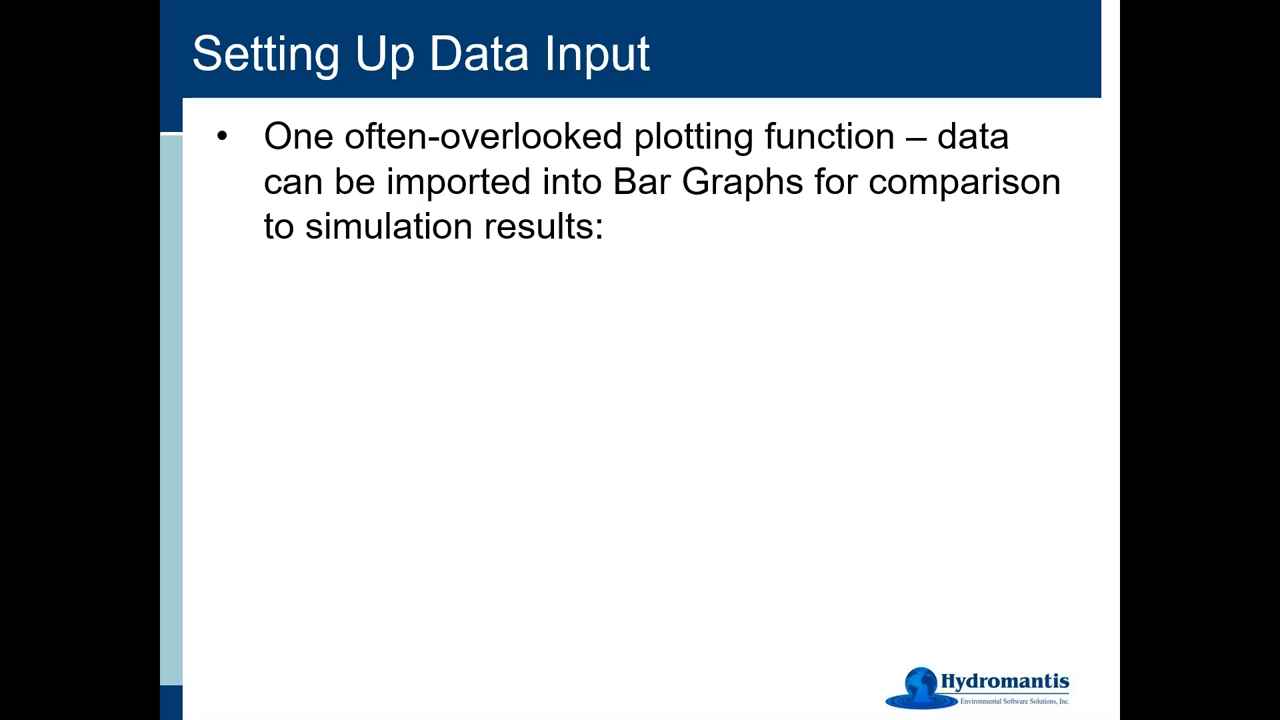 Setting Up Data Input
• One often-overlooked plotting function – data
can be imported into Bar Graphs for comparison
to simulation results:
Hydromantis
Environmental Software Solutions, Inc.